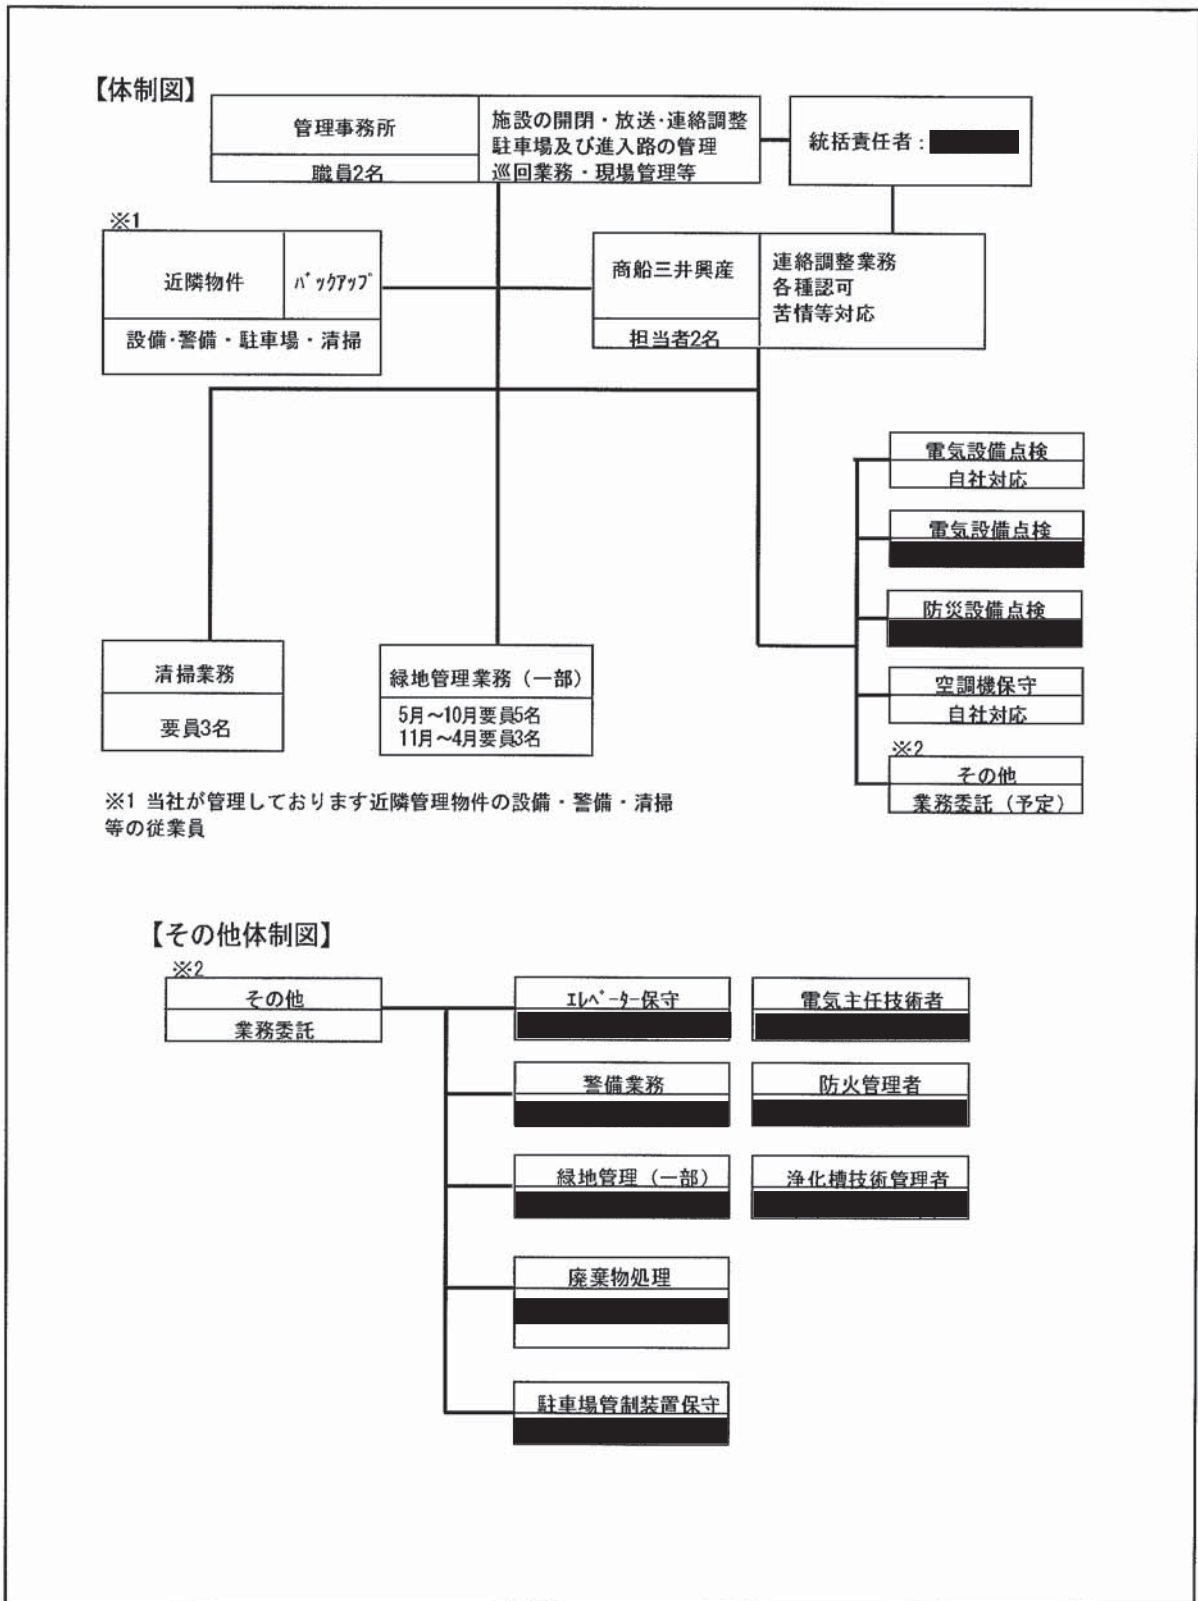 【体制図】
管理事務所
職員2名
施設の開閉・放送・連絡調整
駐車場及び進入路の管理
巡回業務・現場管理等
統括責任者：
※1
近隣物件
バックアップ
設備・警備・駐車場・清掃
商船三井興産
担当者2名
連絡調整業務
各種認可
苦情等対応
電気設備点検
自社対応
電気設備点検
防災設備点検
空調機保守
自社対応
※2
その他
業務委託（予定）
清掃業務
要員3名
緑地管理業務（一部）
5月～10月要員5名
11月～4月要員3名
※1 当社が管理しております近隣管理物件の設備・警備・清掃
等の従業員
【その他体制図】
※2
その他
業務委託
エレベーター保守
電気主任技術者
警備業務
防火管理者
緑地管理（一部）
浄化槽技術管理者
廃棄物処理
駐車場管制装置保守